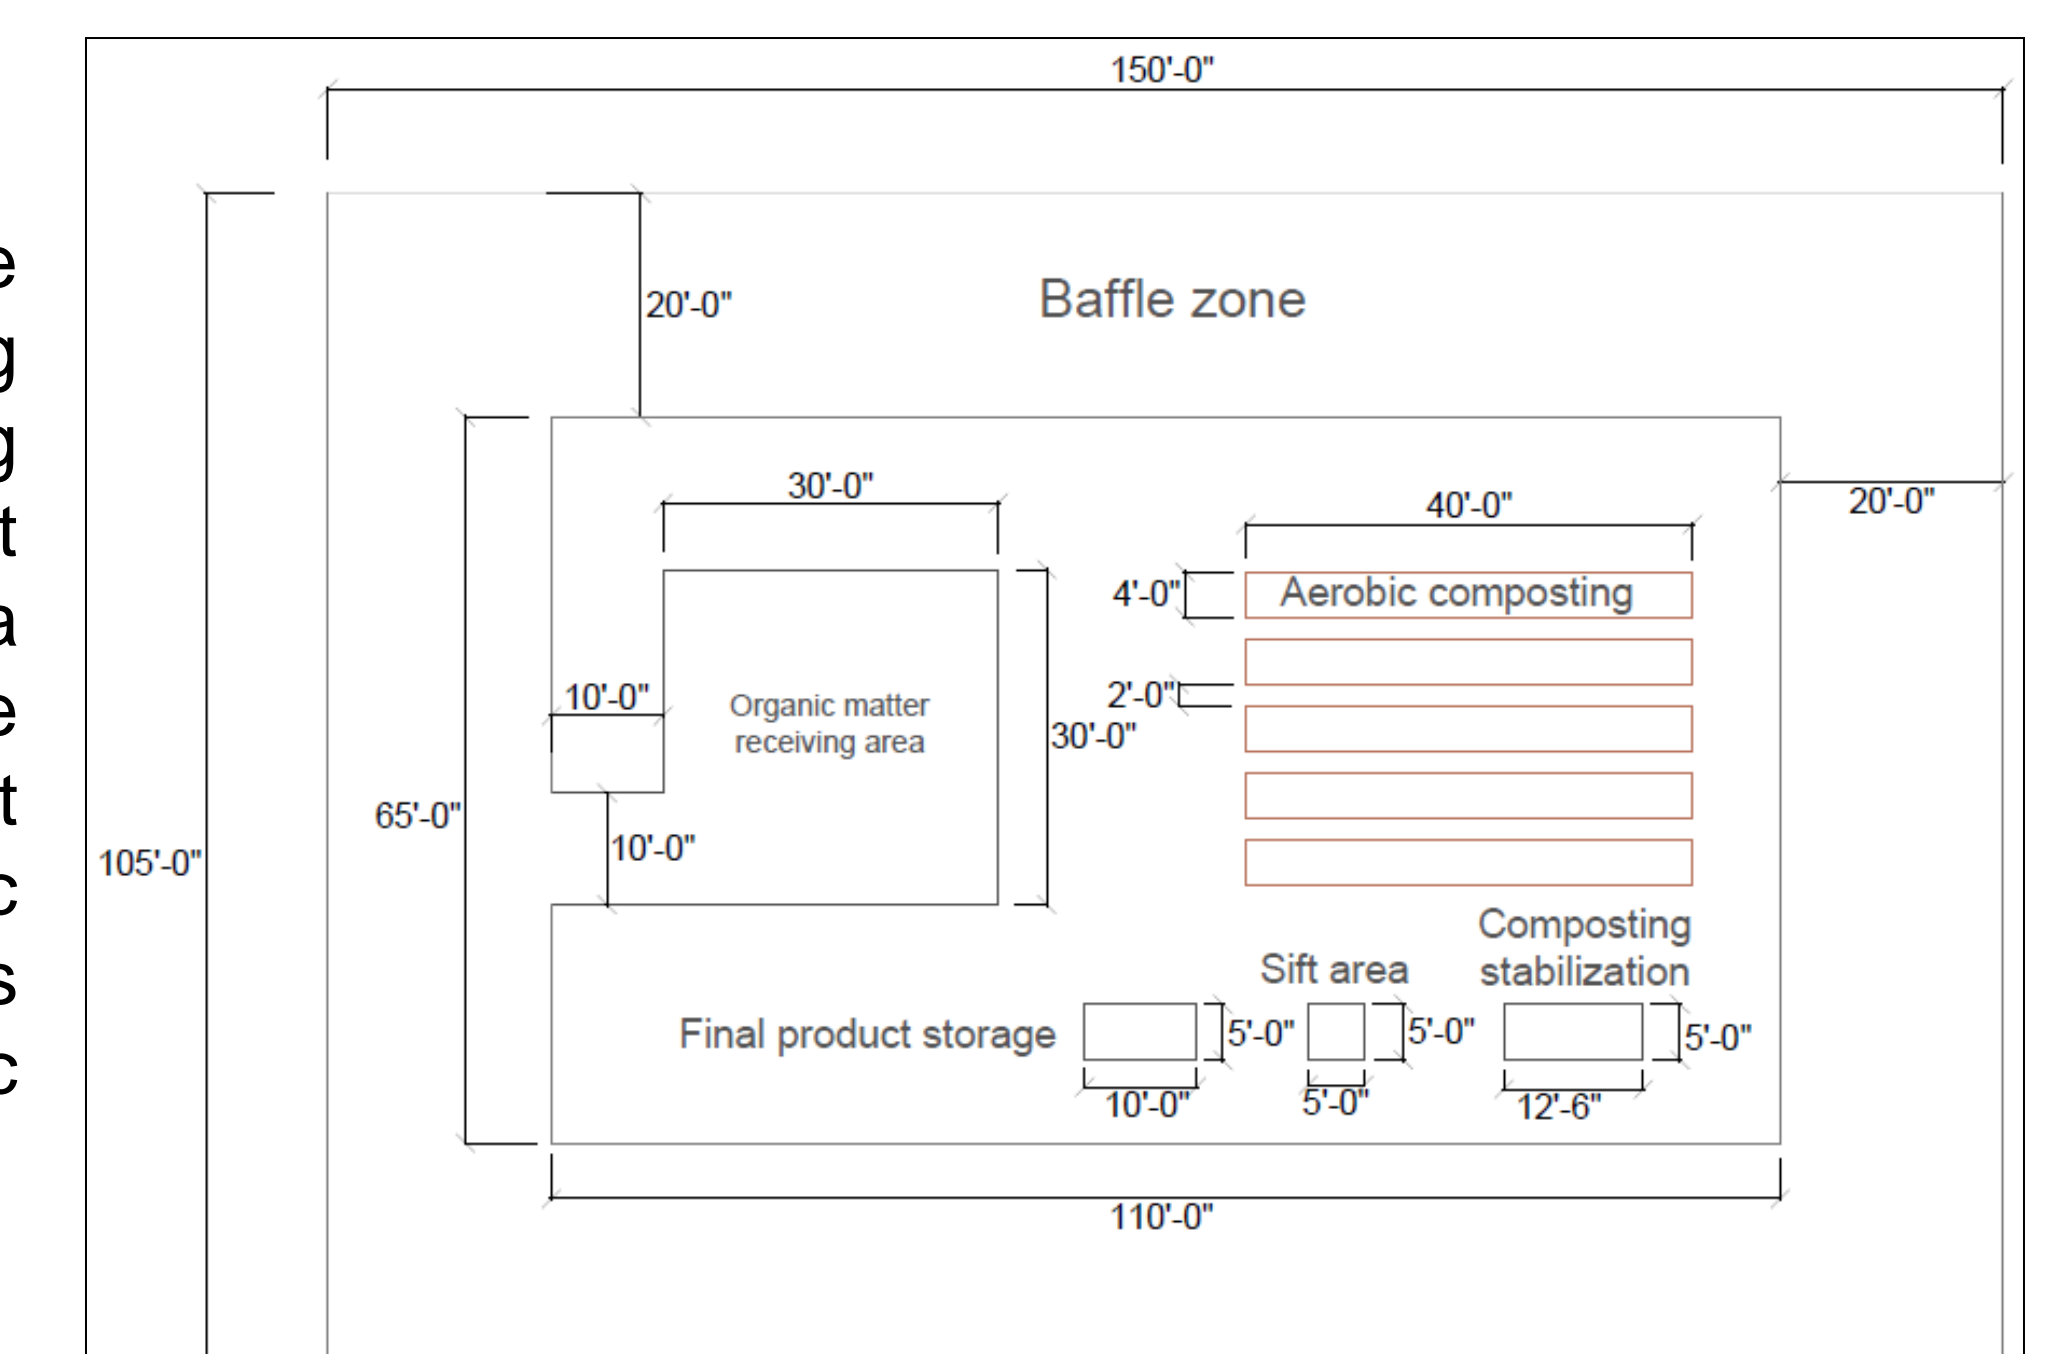 150'-0"
20'-0"
Baffle zone
30'-0"
40'-0"
20'-0"
4'-0"
Aerobic composting
2'-0"
10'-0"
Organic matter
receiving area
30'-0"
65'-0"
10'-0"
105'-0"
Composting
stabilization
Sift area
Final product storage
5'-0"
5'-0"
5'-0"
10'-0"
5'-0"
12'-6"
110'-0"
e
g
g
t
a
e
t
c
s
c